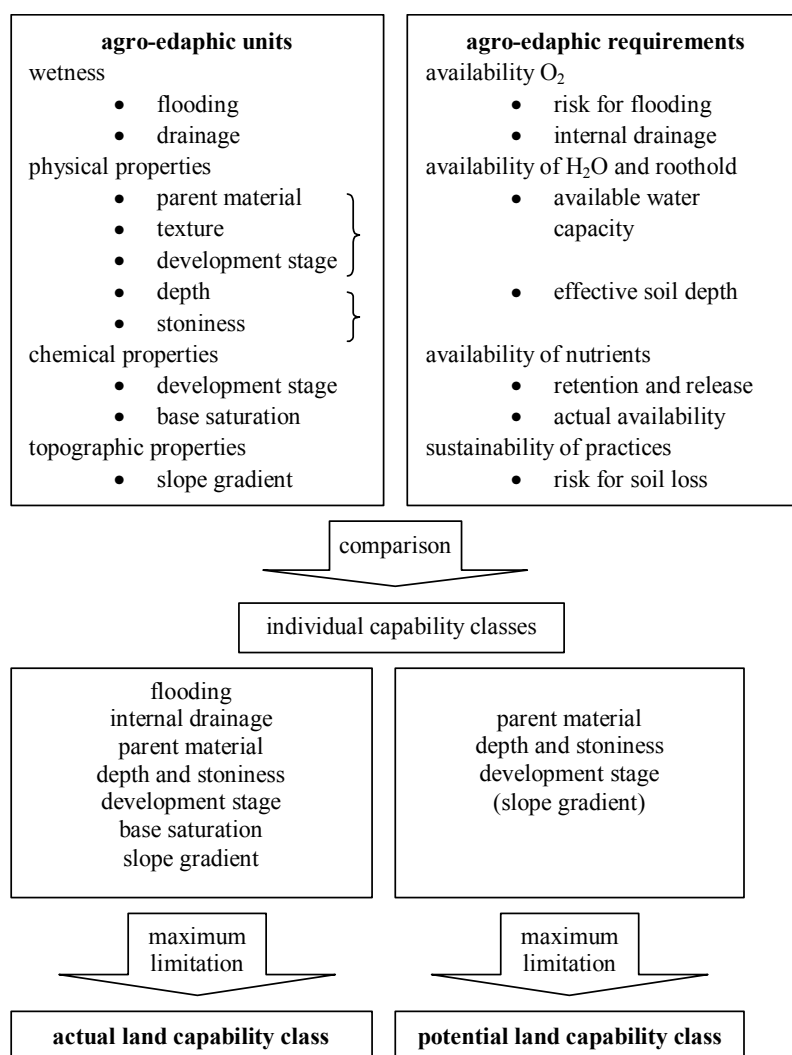 agro-edaphic units
wetness
• flooding
• drainage
physical properties
• parent material
• texture
• development stage
• depth
• stoniness
chemical properties
• development stage
• base saturation
topographic properties
• slope gradient
agro-edaphic requirements
availability O₂
• risk for flooding
• internal drainage
availability of H₂O and roothold
• available water
capacity
• effective soil depth
availability of nutrients
• retention and release
• actual availability
sustainability of practices
• risk for soil loss
comparison
individual capability classes
flooding
internal drainage
parent material
depth and stoniness
development stage
base saturation
slope gradient
parent material
depth and stoniness
development stage
(slope gradient)
maximum
limitation
maximum
limitation
actual land capability class
potential land capability class